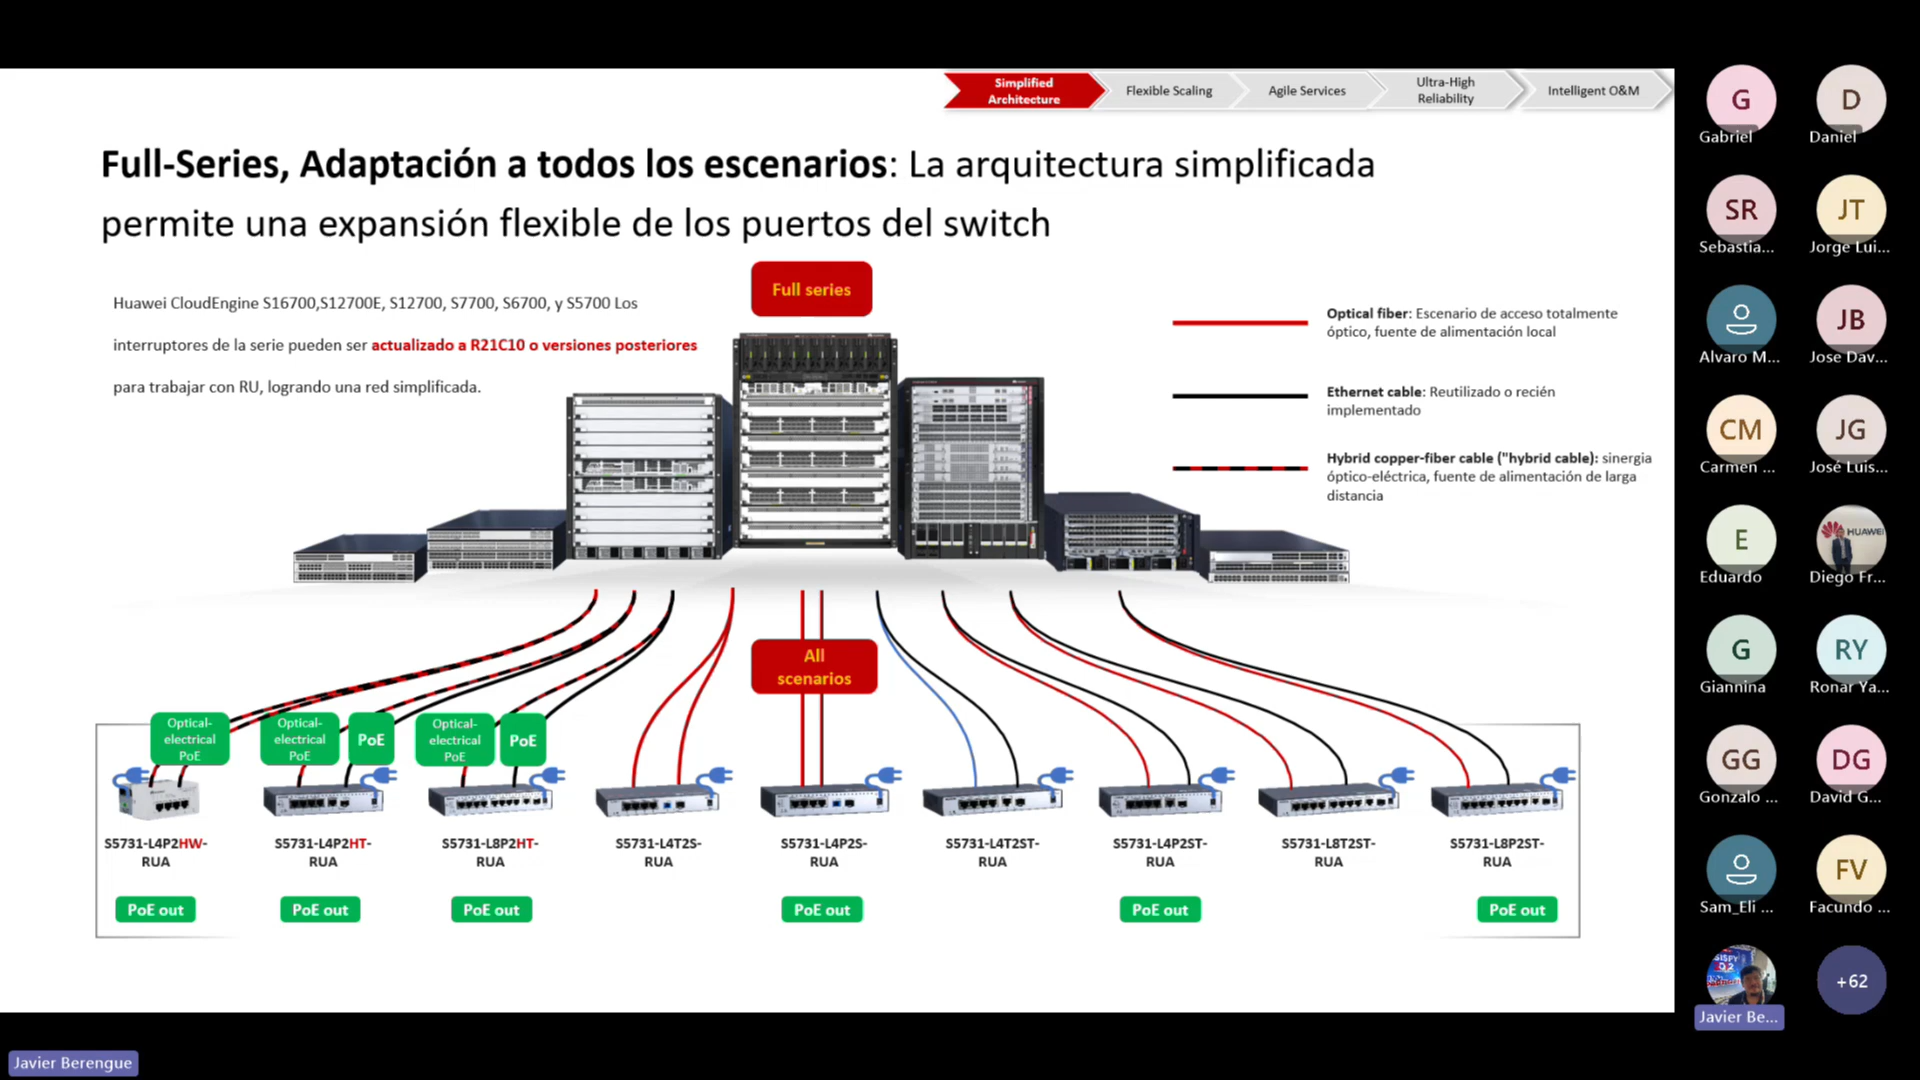 Simplified
Architecture
Flexible Scaling
Agile Services
Ultra-High
Reliability
Intelligent O&M
Full-Series, Adaptación a todos los escenarios: La arquitectura simplificada
permite una expansión flexible de los puertos del switch
Full series
Huawei CloudEngine S16700,S12700E, S12700, S7700, S6700, y S5700 Los
interruptores de la serie pueden ser actualizado a R21C10 o versiones posteriores
para trabajar con RU, logrando una red simplificada.
Optical fiber: Escenario de acceso totalmente
óptico, fuente de alimentación local
Ethernet cable: Reutilizado o recién
implementado
Hybrid copper-fiber cable ("hybrid cable): sinergia
óptico-eléctrica, fuente de alimentación de larga
distancia
All
scenarios
Optical-
electrical
PoE
Optical-
electrical
PoE
PoE
Optical-
electrical
PoE
PoE
S5731-L4P2HW-
RUA
S5731-L4P2HT-
RUA
S5731-L8P2HT-
RUA
S5731-L4T2S-
RUA
S5731-L4P2S-
RUA
S5731-L4T2ST-
RUA
S5731-L4P2ST-
RUA
S5731-L8T2ST-
RUA
S5731-L8P2ST-
RUA
PoE out
PoE out
PoE out
PoE out
PoE out
PoE out
G
Gabriel
D
Daniel
SR
Sebastia...
JT
Jorge Lui...
Alvaro M...
JB
Jose Dav...
CM
Carmen ...
JG
José Luis...
E
Eduardo
HUAWEI
Diego Fr...
G
Giannina
RY
Ronar Ya...
GG
Gonzalo ...
DG
David G...
Sam_Eli ...
FV
Facundo ...
Javier Be...
+62
Javier Berengue